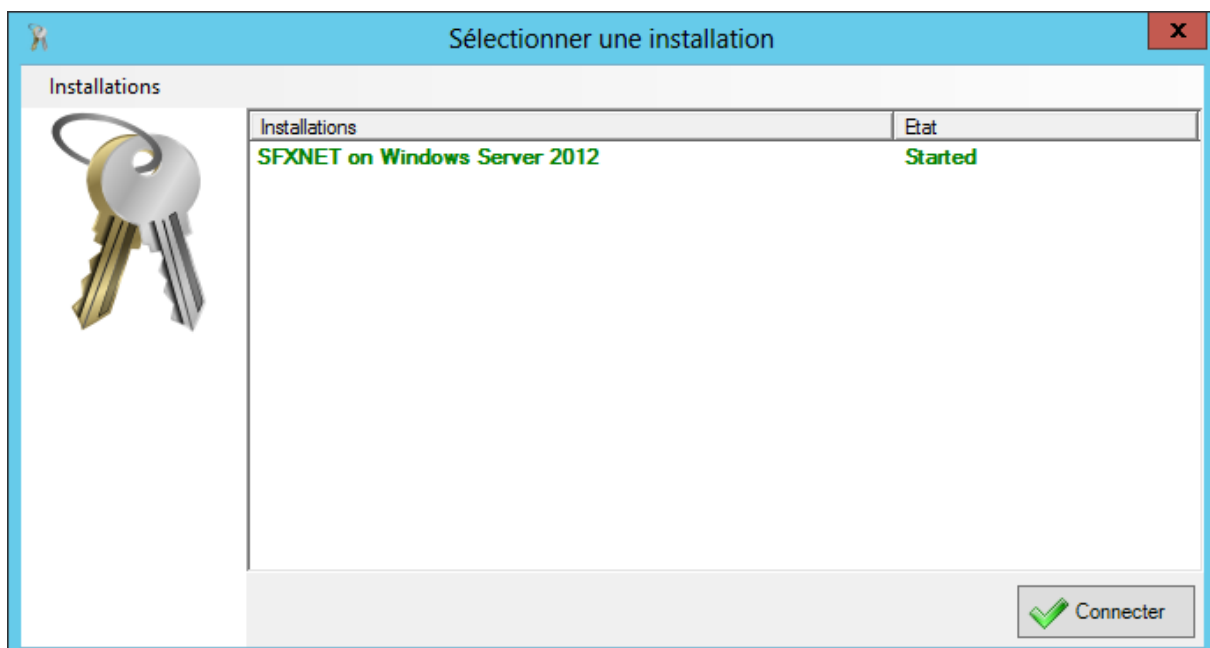 Sélectionner une installation
x
Installations
Installations Etat
SFXNET on Windows Server 2012 Started
Connecter